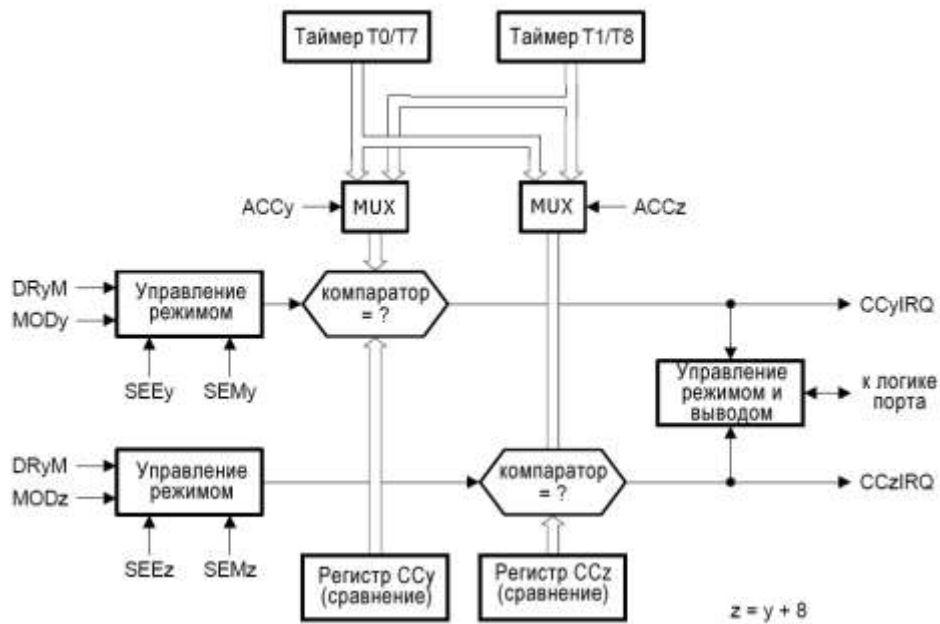 Таймер T0/T7
Таймер T1/T8
ACCy
MUX
MUX
ACCz
DRyM
MODy
Управление
режимом
компаратор
= ?
CCyIRQ
SEEy
SEMy
Управление
режимом и
выводом
к логике
порта
DRyM
MODz
Управление
режимом
компаратор
= ?
CCzIRQ
SEEz
SEMz
Регистр CCy
(сравнение)
Регистр CCz
(сравнение)
z = y + 8